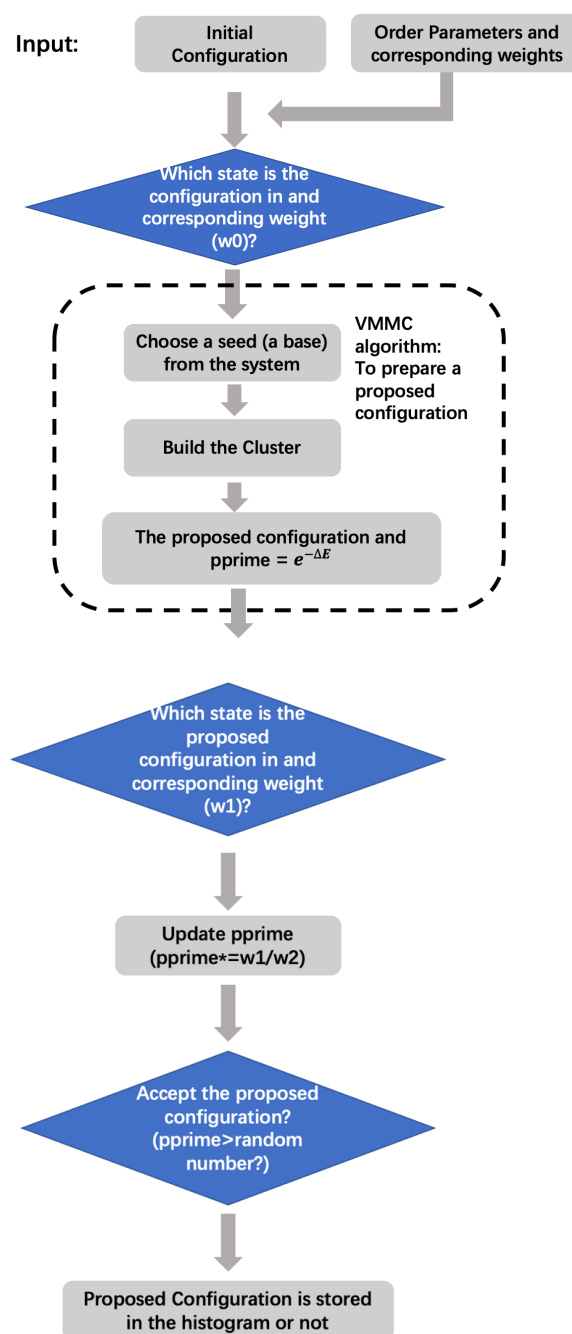 Input:
Initial
Configuration
Order Parameters and
corresponding weights
Which state is the
configuration in and
corresponding weight
(w0)?
Choose a seed (a base)
from the system
VMMC
algorithm:
To prepare a
proposed
configuration
Build the Cluster
The proposed configuration and
pprime = e^{-ΔE}
Which state is the
proposed
configuration in and
corresponding weight
(w1)?
Update pprime
(pprime*=w1/w2)
Accept the proposed
configuration?
(pprime>random
number?)
Proposed Configuration is stored
in the histogram or not